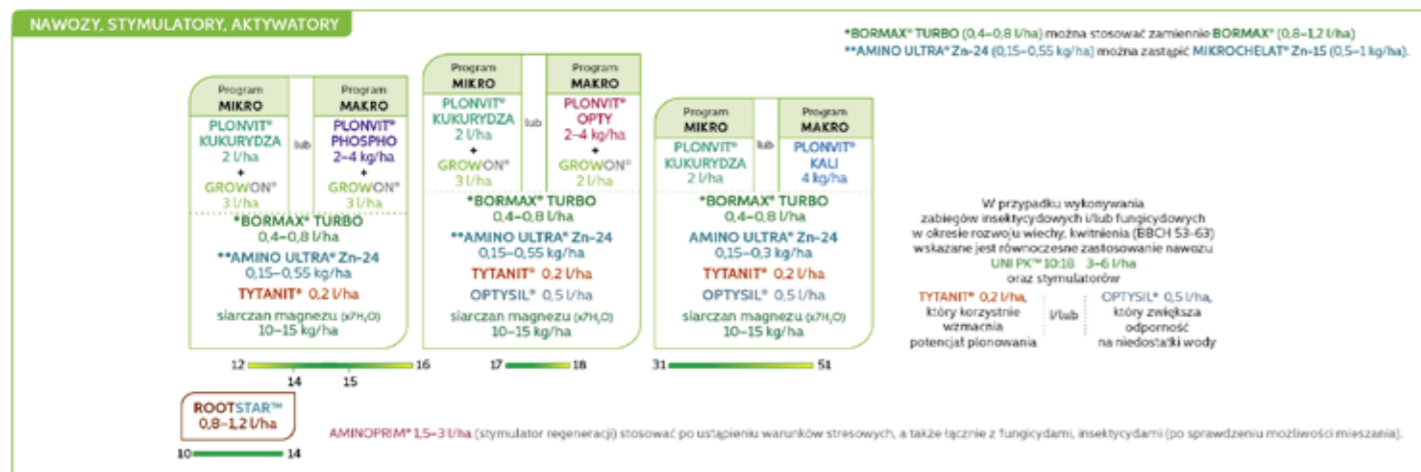 NAWOZY, STYMULATORY, AKTYWATORY
*BORMAX® TURBO (0,4–0,8 l/ha) można stosować zamiennie BORMAX® (0,8–1,2 l/ha)
**AMINO ULTRA® Zn-24 (0,15–0,55 kg/ha) można zastąpić MIKROCHELAT® Zn-15 (0,5–1 kg/ha).
Program
MIKRO
PLONVIT®
KUKURYDZA
2 l/ha
+
GROWON®
3 l/ha
lub
Program
MAKRO
PLONVIT®
PHOSPHO
2–4 kg/ha
+
GROWON®
3 l/ha
*BORMAX® TURBO
0,4–0,8 l/ha
**AMINO ULTRA® Zn-24
0,15–0,55 kg/ha
TYTANIT® 0,2 l/ha
siarczan magnezu (x7H₂O)
10–15 kg/ha
12 16
14 15
Program
MIKRO
PLONVIT®
KUKURYDZA
2 l/ha
+
GROWON®
3 l/ha
lub
Program
MAKRO
PLONVIT®
OPTY
2–4 kg/ha
+
GROWON®
2 l/ha
*BORMAX® TURBO
0,4–0,8 l/ha
**AMINO ULTRA® Zn-24
0,15–0,55 kg/ha
TYTANIT® 0,2 l/ha
OPTYSIL® 0,5 l/ha
siarczan magnezu (x7H₂O)
10–15 kg/ha
17 18
Program
MIKRO
PLONVIT®
KUKURYDZA
2 l/ha
lub
Program
MAKRO
PLONVIT®
KALI
4 kg/ha
*BORMAX® TURBO
0,4–0,8 l/ha
AMINO ULTRA® Zn-24
0,15–0,3 kg/ha
TYTANIT® 0,2 l/ha
OPTYSIL® 0,5 l/ha
siarczan magnezu (x7H₂O)
10–15 kg/ha
31 51
W przypadku wykonywania
zabiegów insektycydowych i/lub fungicydowych
w okresie rozwoju wiechy, kwitnienia (BBCH 53–63)
wskazane jest równoczesne zastosowanie nawozu
UNI PK™ 10:18 3–6 l/ha
oraz stymulatorów
TYTANIT® 0,2 l/ha,
który korzystnie
wzmacnia
potencjał plonowania
i/lub
OPTYSIL® 0,5 l/ha,
który zwiększa
odporność
na niedostatki wody
ROOTSTAR™
0,8–1,2 l/ha
10 14
AMINOPRIM® 1,5–3 l/ha (stymulator regeneracji) stosować po ustąpieniu warunków stresowych, a także łącznie z fungicydami, insektycydami (po sprawdzeniu możliwości mieszania).